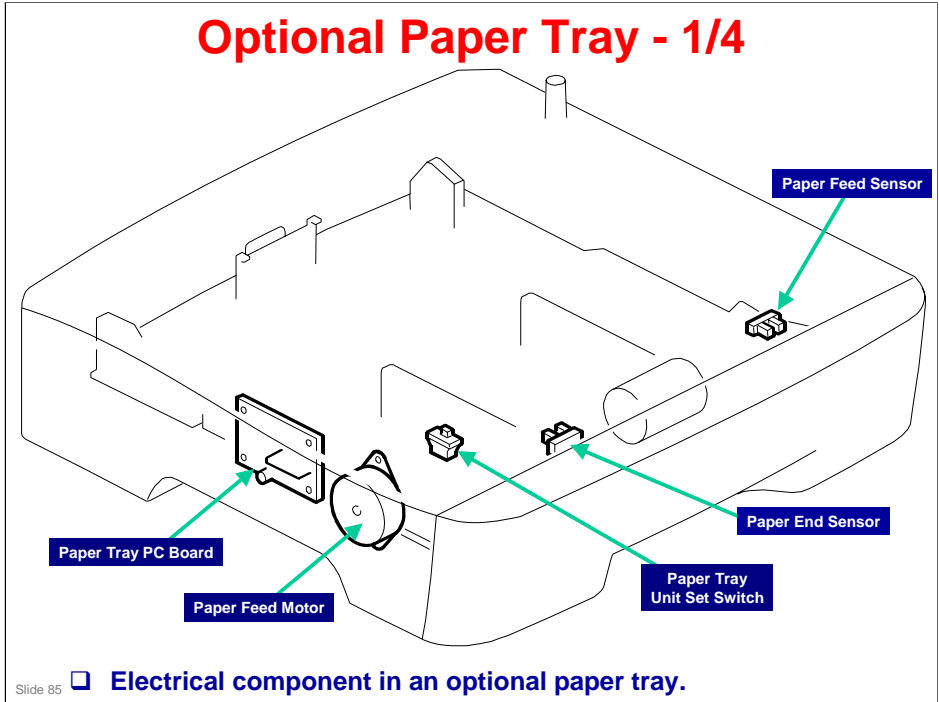 Optional Paper Tray - 1/4
Paper Feed Sensor
Paper End Sensor
Paper Tray PC Board
Paper Tray
Unit Set Switch
Paper Feed Motor
Slide 85
❑ Electrical component in an optional paper tray.